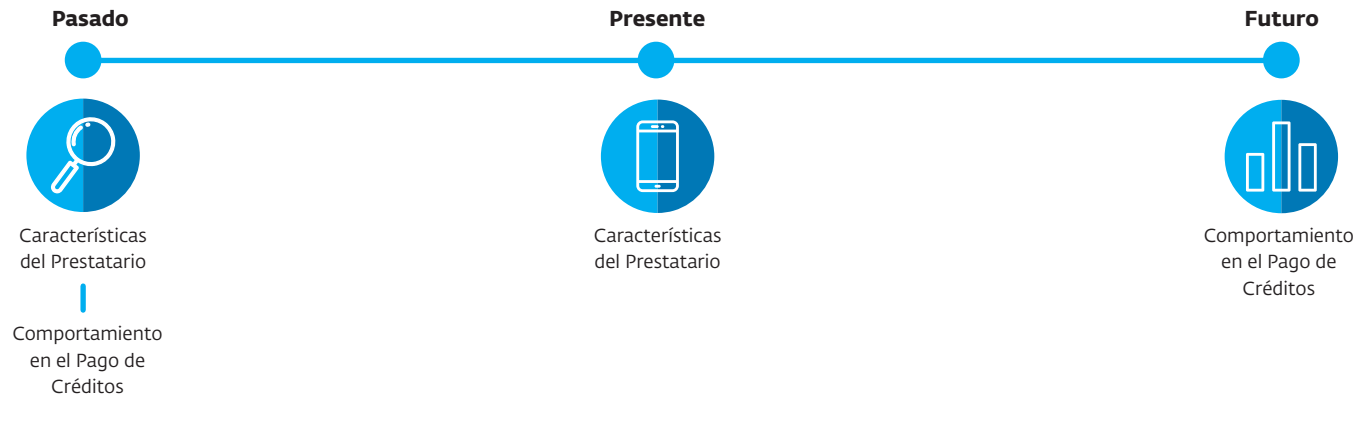 Pasado
Presente
Futuro
Características
del Prestatario
Comportamiento
en el Pago de
Créditos
Características
del Prestatario
Comportamiento
en el Pago de
Créditos